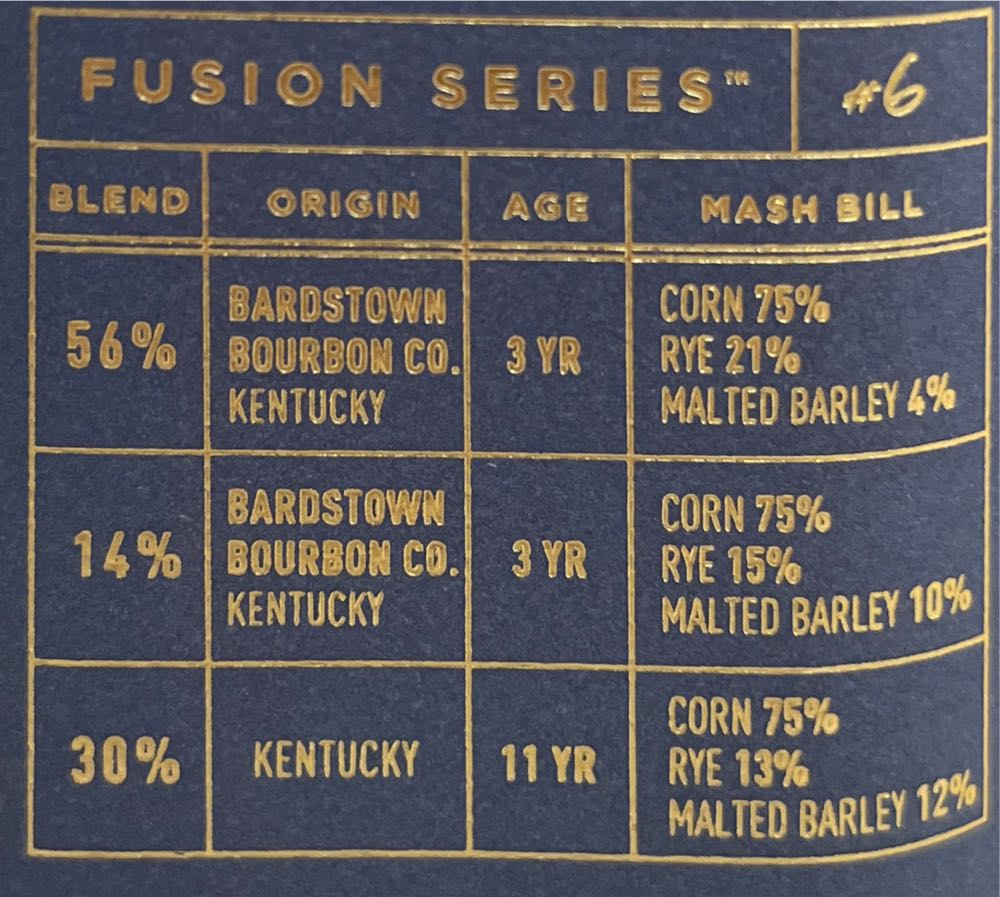 FUSION SERIES™ #6
BLEND ORIGIN AGE MASH BILL
56%
BARDSTOWN
BOURBON CO.
KENTUCKY
3 YR
CORN 75%
RYE 21%
MALTED BARLEY 4%
14%
BARDSTOWN
BOURBON CO.
KENTUCKY
3 YR
CORN 75%
RYE 15%
MALTED BARLEY 10%
30%
KENTUCKY
11 YR
CORN 75%
RYE 13%
MALTED BARLEY 12%